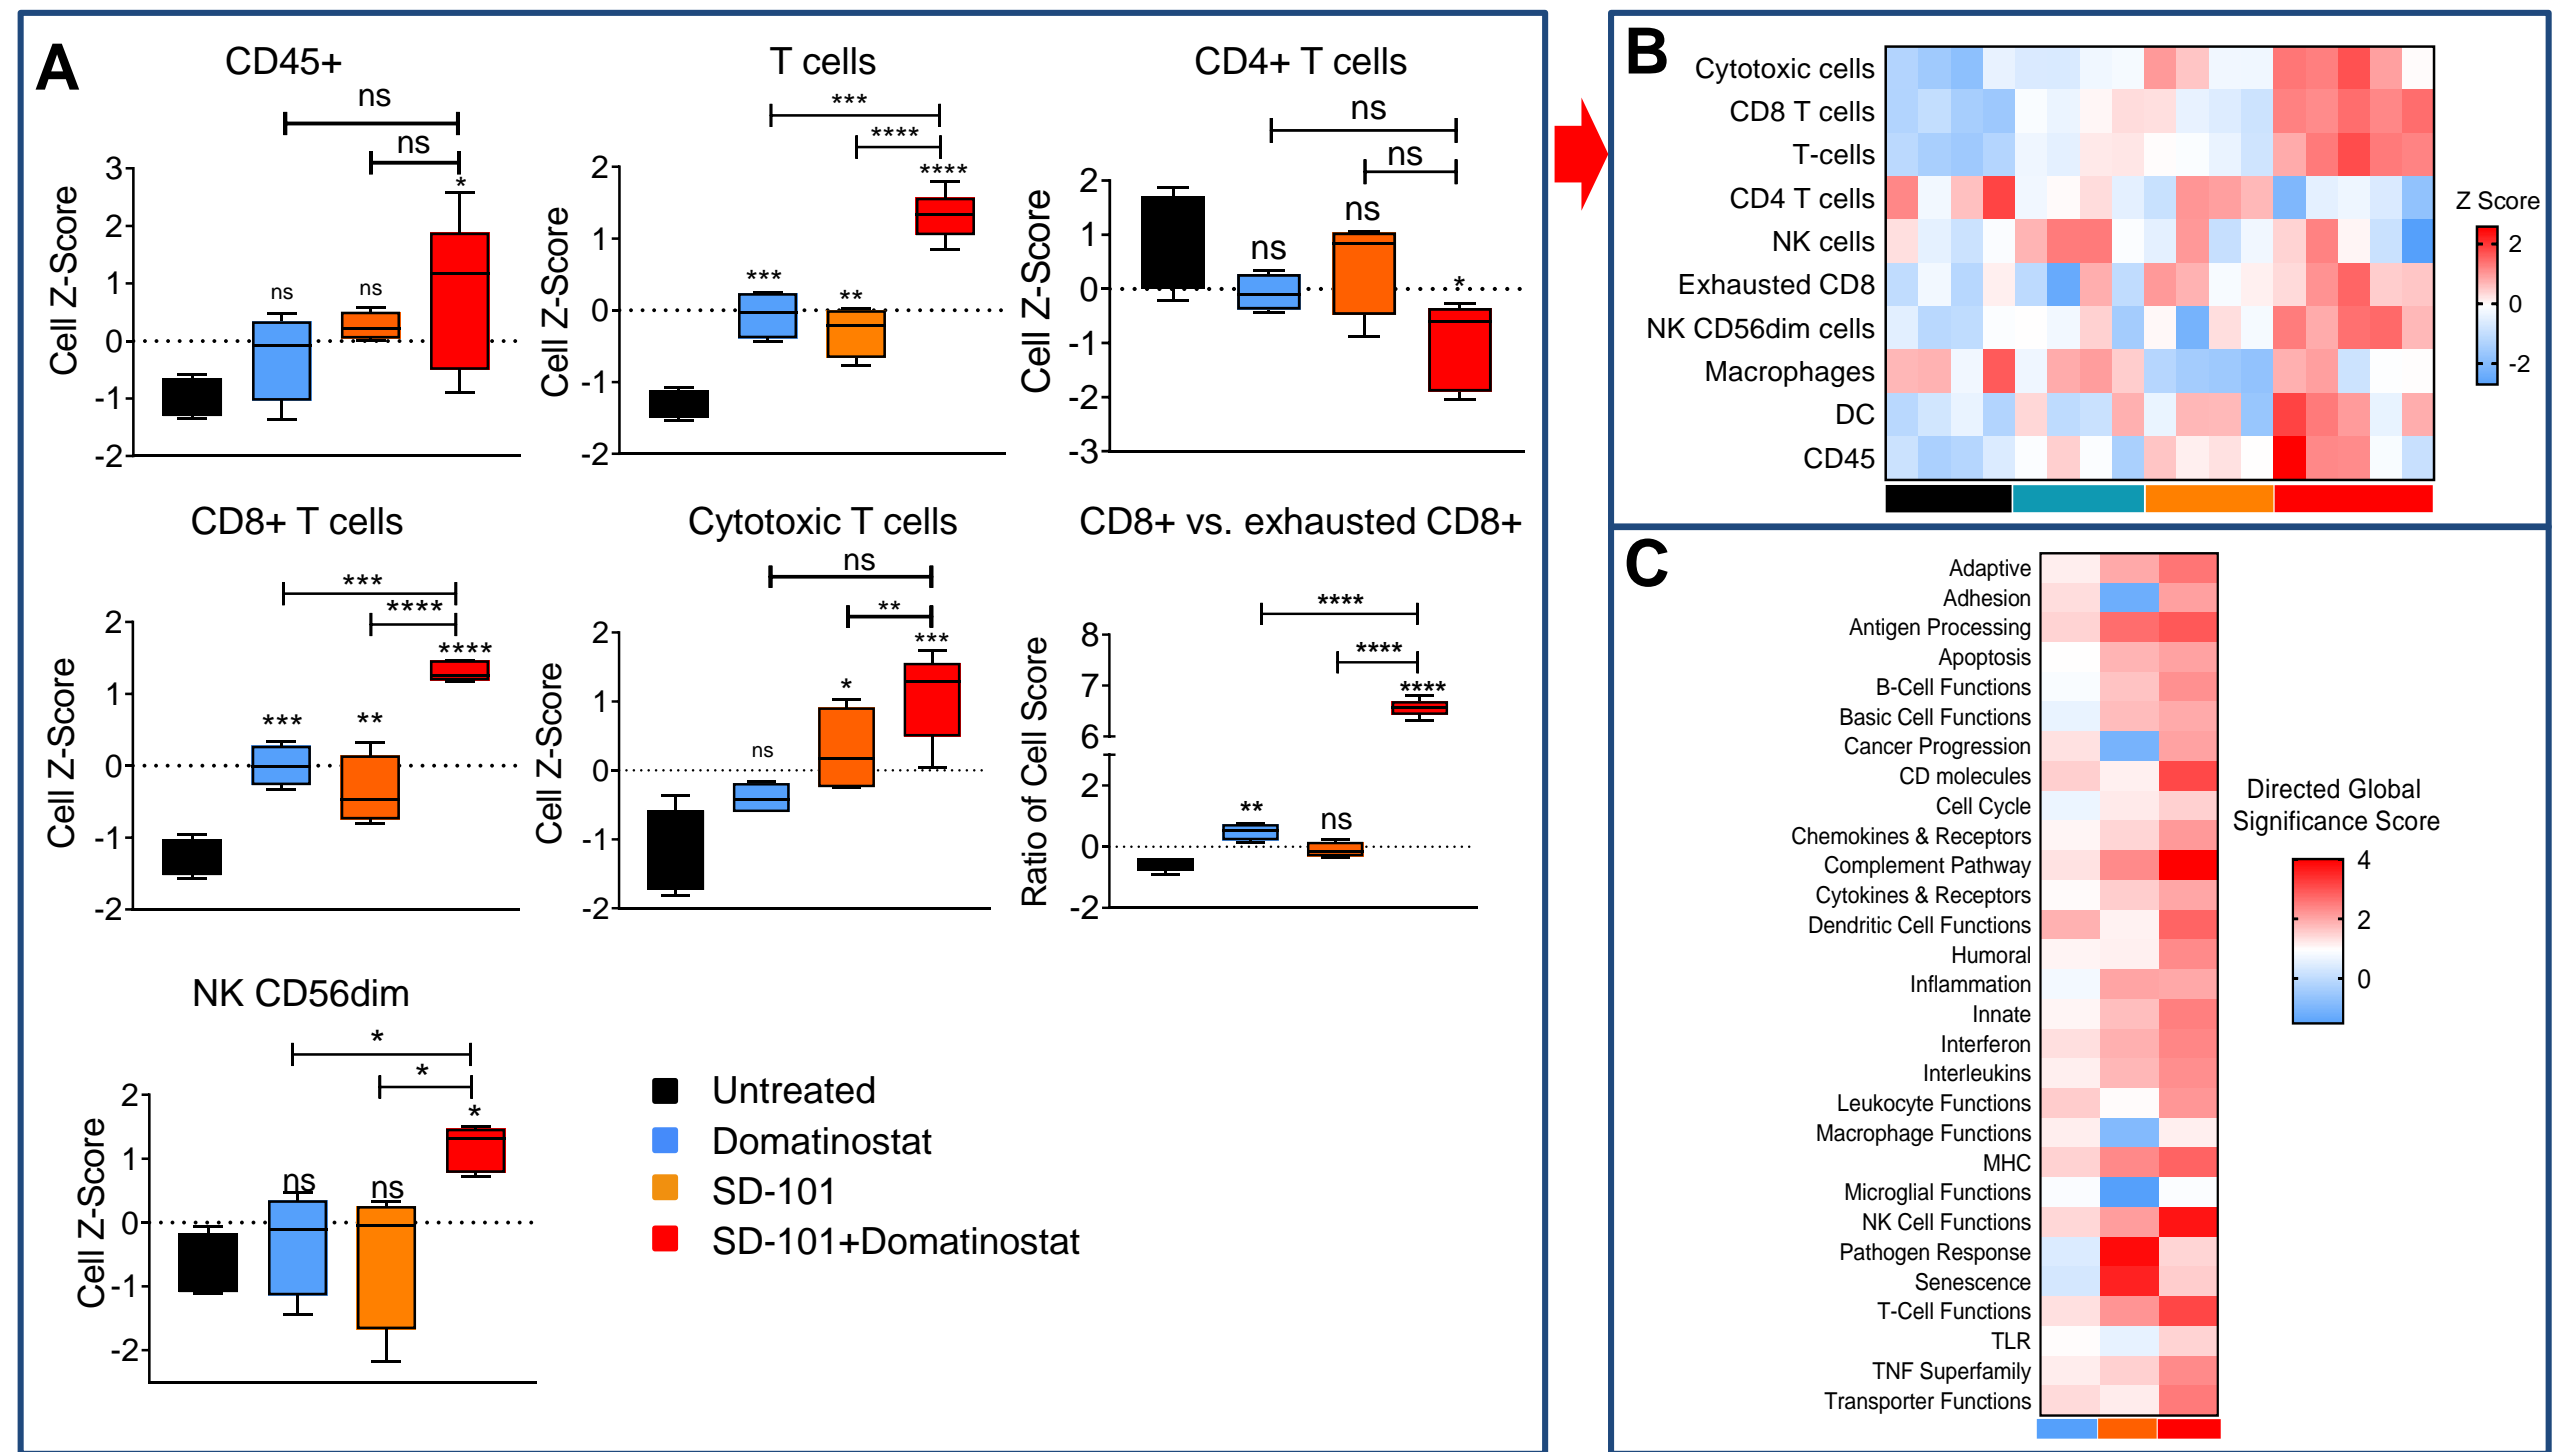 A
CD45+
ns
ns
*
ns
ns
Cell Z-Score
3
2
1
0
-1
-2
T cells
***
****
****
***
**
Cell Z-Score
2
1
0
-1
-2
CD4+ T cells
ns
ns
ns
ns
*
Cell Z-Score
2
1
0
-1
-2
-3
CD8+ T cells
***
****
****
***
**
Cell Z-Score
2
1
0
-1
-2
Cytotoxic T cells
ns
**
***
*
ns
Cell Z-Score
2
1
0
-1
-2
CD8+ vs. exhausted CD8+
****
****
****
**
ns
Ratio of Cell Score
8
7
6
2
0
-2
NK CD56dim
*
*
*
ns
ns
Cell Z-Score
2
1
0
-1
-2
Untreated
Domatinostat
SD-101
SD-101+Domatinostat
B
Cytotoxic cells
CD8 T cells
T-cells
CD4 T cells
NK cells
Exhausted CD8
NK CD56dim cells
Macrophages
DC
CD45
Z Score
2
0
-2
C
Adaptive
Adhesion
Antigen Processing
Apoptosis
B-Cell Functions
Basic Cell Functions
Cancer Progression
CD molecules
Cell Cycle
Chemokines & Receptors
Complement Pathway
Cytokines & Receptors
Dendritic Cell Functions
Humoral
Inflammation
Innate
Interferon
Interleukins
Leukocyte Functions
Macrophage Functions
MHC
Microglial Functions
NK Cell Functions
Pathogen Response
Senescence
T-Cell Functions
TLR
TNF Superfamily
Transporter Functions
Directed Global
Significance Score
4
2
0